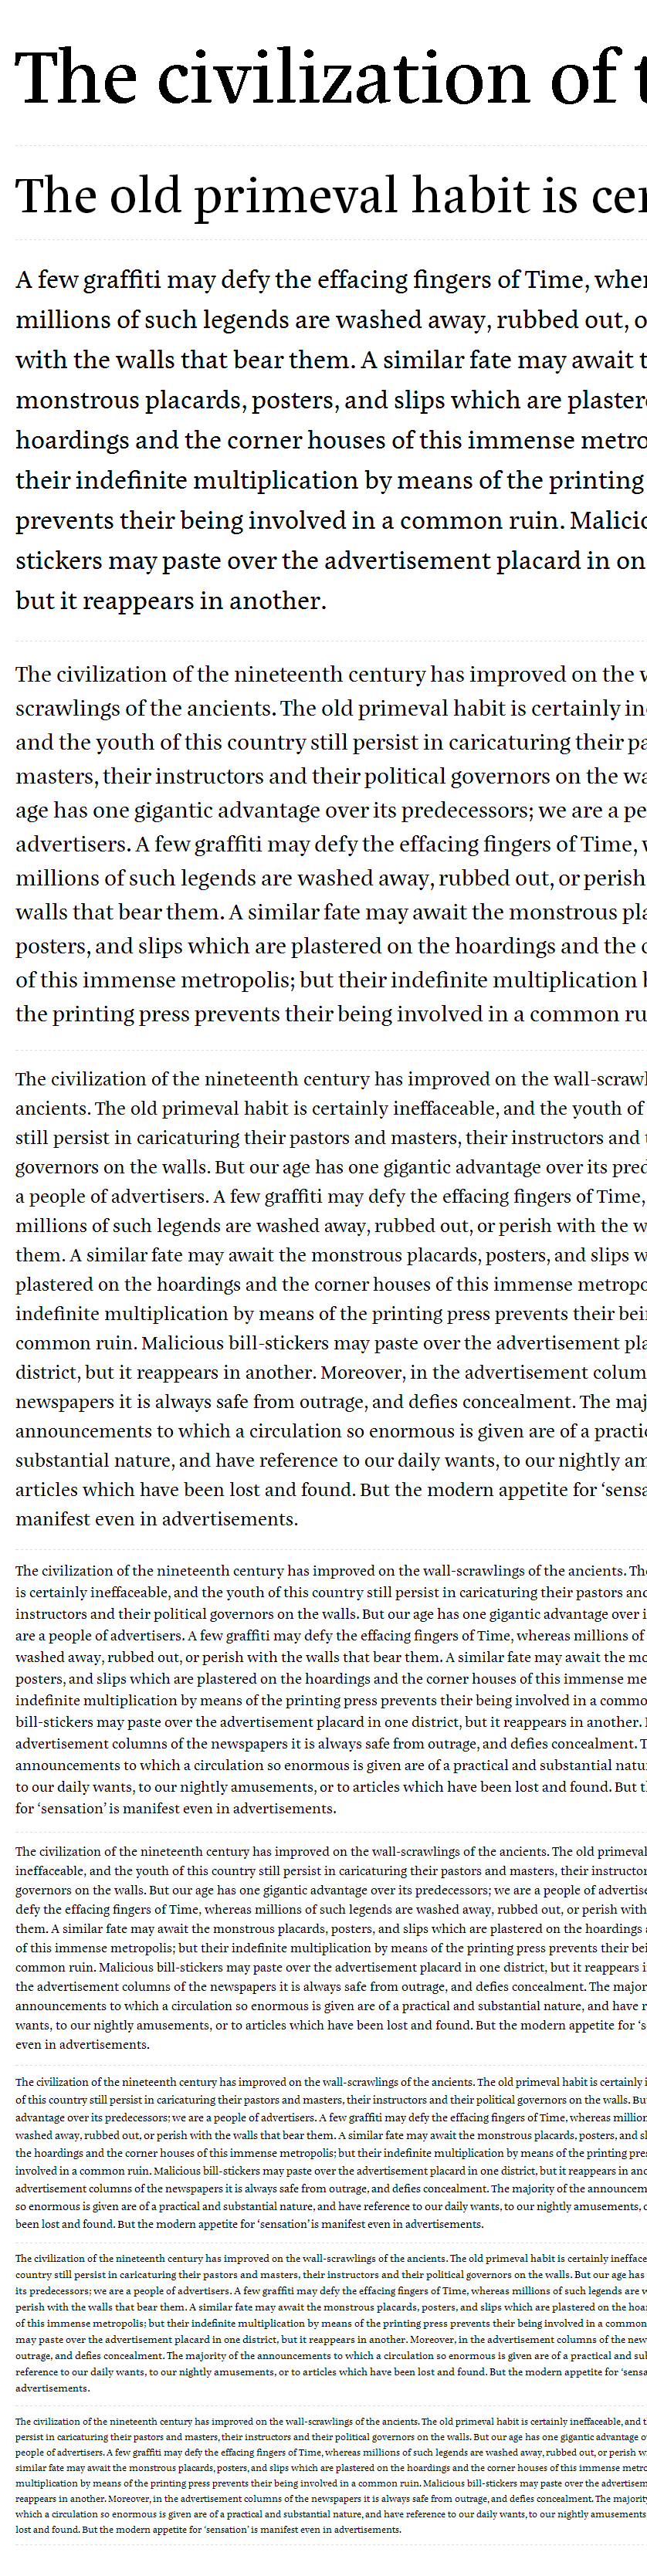 The civilization of t
The old primeval habit is cer
A few graffiti may defy the effacing fingers of Time, wher
millions of such legends are washed away, rubbed out, o
with the walls that bear them. A similar fate may await t
monstrous placards, posters, and slips which are plaster
hoardings and the corner houses of this immense metro
their indefinite multiplication by means of the printing
prevents their being involved in a common ruin. Malicio
stickers may paste over the advertisement placard in on
but it reappears in another.
The civilization of the nineteenth century has improved on the w
scrawlings of the ancients. The old primeval habit is certainly in
and the youth of this country still persist in caricaturing their pa
masters, their instructors and their political governors on the wa
age has one gigantic advantage over its predecessors; we are a pe
advertisers. A few graffiti may defy the effacing fingers of Time, w
millions of such legends are washed away, rubbed out, or perish
walls that bear them. A similar fate may await the monstrous pla
posters, and slips which are plastered on the hoardings and the c
of this immense metropolis; but their indefinite multiplication b
the printing press prevents their being involved in a common ru
The civilization of the nineteenth century has improved on the wall-scrawl
ancients. The old primeval habit is certainly ineffaceable, and the youth of
still persist in caricaturing their pastors and masters, their instructors and t
governors on the walls. But our age has one gigantic advantage over its pred
a people of advertisers. A few graffiti may defy the effacing fingers of Time,
millions of such legends are washed away, rubbed out, or perish with the w
them. A similar fate may await the monstrous placards, posters, and slips w
plastered on the hoardings and the corner houses of this immense metropo
indefinite multiplication by means of the printing press prevents their bei
common ruin. Malicious bill-stickers may paste over the advertisement pla
district, but it reappears in another. Moreover, in the advertisement colum
newspapers it is always safe from outrage, and defies concealment. The maj
announcements to which a circulation so enormous is given are of a practic
substantial nature, and have reference to our daily wants, to our nightly am
articles which have been lost and found. But the modern appetite for ‘sensa
manifest even in advertisements.
The civilization of the nineteenth century has improved on the wall-scrawlings of the ancients. The
is certainly ineffaceable, and the youth of this country still persist in caricaturing their pastors and
instructors and their political governors on the walls. But our age has one gigantic advantage over i
are a people of advertisers. A few graffiti may defy the effacing fingers of Time, whereas millions of
washed away, rubbed out, or perish with the walls that bear them. A similar fate may await the mo
posters, and slips which are plastered on the hoardings and the corner houses of this immense me
indefinite multiplication by means of the printing press prevents their being involved in a commo
bill-stickers may paste over the advertisement placard in one district, but it reappears in another.
advertisement columns of the newspapers it is always safe from outrage, and defies concealment. T
announcements to which a circulation so enormous is given are of a practical and substantial natu
to our daily wants, to our nightly amusements, or to articles which have been lost and found. But t
for ‘sensation’ is manifest even in advertisements.
The civilization of the nineteenth century has improved on the wall-scrawlings of the ancients. The old primeval
ineffaceable, and the youth of this country still persist in caricaturing their pastors and masters, their instructor
governors on the walls. But our age has one gigantic advantage over its predecessors; we are a people of advertise
defy the effacing fingers of Time, whereas millions of such legends are washed away, rubbed out, or perish with
them. A similar fate may await the monstrous placards, posters, and slips which are plastered on the hoardings
of this immense metropolis; but their indefinite multiplication by means of the printing press prevents their bei
common ruin. Malicious bill-stickers may paste over the advertisement placard in one district, but it reappears i
the advertisement columns of the newspapers it is always safe from outrage, and defies concealment. The major
announcements to which a circulation so enormous is given are of a practical and substantial nature, and have r
wants, to our nightly amusements, or to articles which have been lost and found. But the modern appetite for ‘s
even in advertisements.
The civilization of the nineteenth century has improved on the wall-scrawlings of the ancients. The old primeval habit is certainly i
of this country still persist in caricaturing their pastors and masters, their instructors and their political governors on the walls. Bu
advantage over its predecessors; we are a people of advertisers. A few graffiti may defy the effacing fingers of Time, whereas million
washed away, rubbed out, or perish with the walls that bear them. A similar fate may await the monstrous placards, posters, and sl
the hoardings and the corner houses of this immense metropolis; but their indefinite multiplication by means of the printing pres
involved in a common ruin. Malicious bill-stickers may paste over the advertisement placard in one district, but it reappears in ano
advertisement columns of the newspapers it is always safe from outrage, and defies concealment. The majority of the announcem
so enormous is given are of a practical and substantial nature, and have reference to our daily wants, to our nightly amusements, o
been lost and found. But the modern appetite for ‘sensation’ is manifest even in advertisements.
The civilization of the nineteenth century has improved on the wall-scrawlings of the ancients. The old primeval habit is certainly inefface
country still persist in caricaturing their pastors and masters, their instructors and their political governors on the walls. But our age has
its predecessors; we are a people of advertisers. A few graffiti may defy the effacing fingers of Time, whereas millions of such legends are w
perish with the walls that bear them. A similar fate may await the monstrous placards, posters, and slips which are plastered on the hoar
of this immense metropolis; but their indefinite multiplication by means of the printing press prevents their being involved in a common
may paste over the advertisement placard in one district, but it reappears in another. Moreover, in the advertisement columns of the new
outrage, and defies concealment. The majority of the announcements to which a circulation so enormous is given are of a practical and sub
reference to our daily wants, to our nightly amusements, or to articles which have been lost and found. But the modern appetite for ‘sensa
advertisements.
The civilization of the nineteenth century has improved on the wall-scrawlings of the ancients. The old primeval habit is certainly ineffaceable, and t
persist in caricaturing their pastors and masters, their instructors and their political governors on the walls. But our age has one gigantic advantage o
people of advertisers. A few graffiti may defy the effacing fingers of Time, whereas millions of such legends are washed away, rubbed out, or perish w
similar fate may await the monstrous placards, posters, and slips which are plastered on the hoardings and the corner houses of this immense metro
multiplication by means of the printing press prevents their being involved in a common ruin. Malicious bill-stickers may paste over the advertisem
reappears in another. Moreover, in the advertisement columns of the newspapers it is always safe from outrage, and defies concealment. The majority
which a circulation so enormous is given are of a practical and substantial nature, and have reference to our daily wants, to our nightly amusements
lost and found. But the modern appetite for ‘sensation’ is manifest even in advertisements.